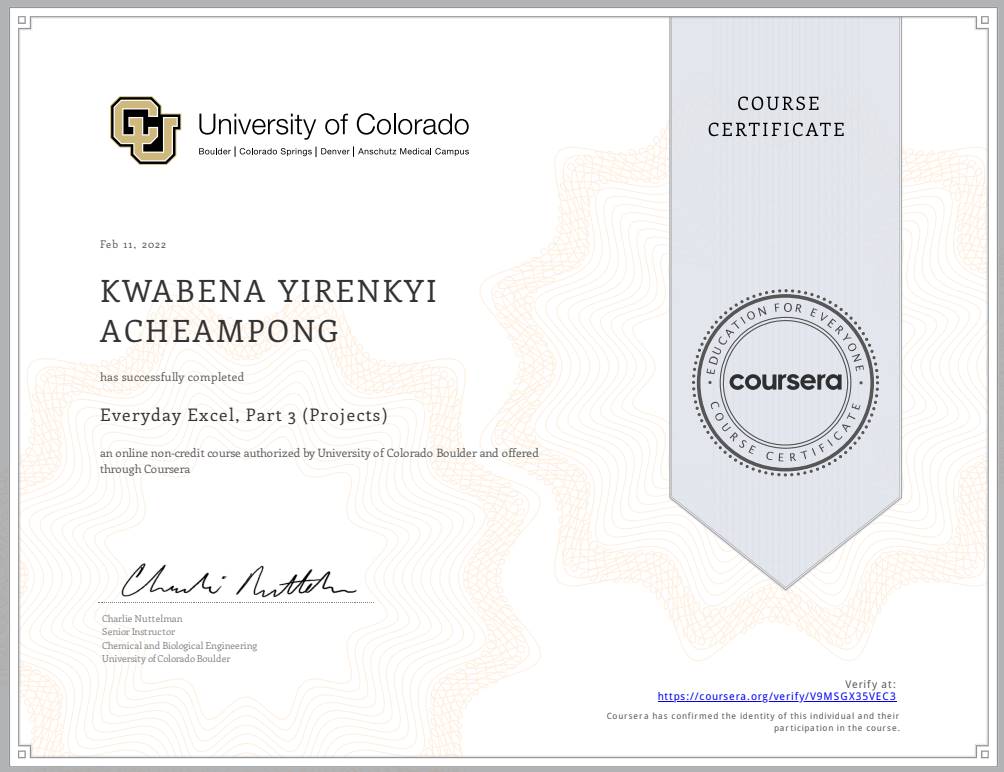 CU
University of Colorado
Boulder | Colorado Springs | Denver | Anschutz Medical Campus
COURSE
CERTIFICATE
Feb 11, 2022
KWABENA YIRENKYI
ACHEAMPONG
has successfully completed
Everyday Excel, Part 3 (Projects)
an online non-credit course authorized by University of Colorado Boulder and offered
through Coursera
EDUCATION FOR EVERYONE
coursera
COURSE CERTIFICATE
Charlie Nuttelman
Charlie Nuttelman
Senior Instructor
Chemical and Biological Engineering
University of Colorado Boulder
Verify at:
https://coursera.org/verify/V9MSGX35VEC3
Coursera has confirmed the identity of this individual and their
participation in the course.